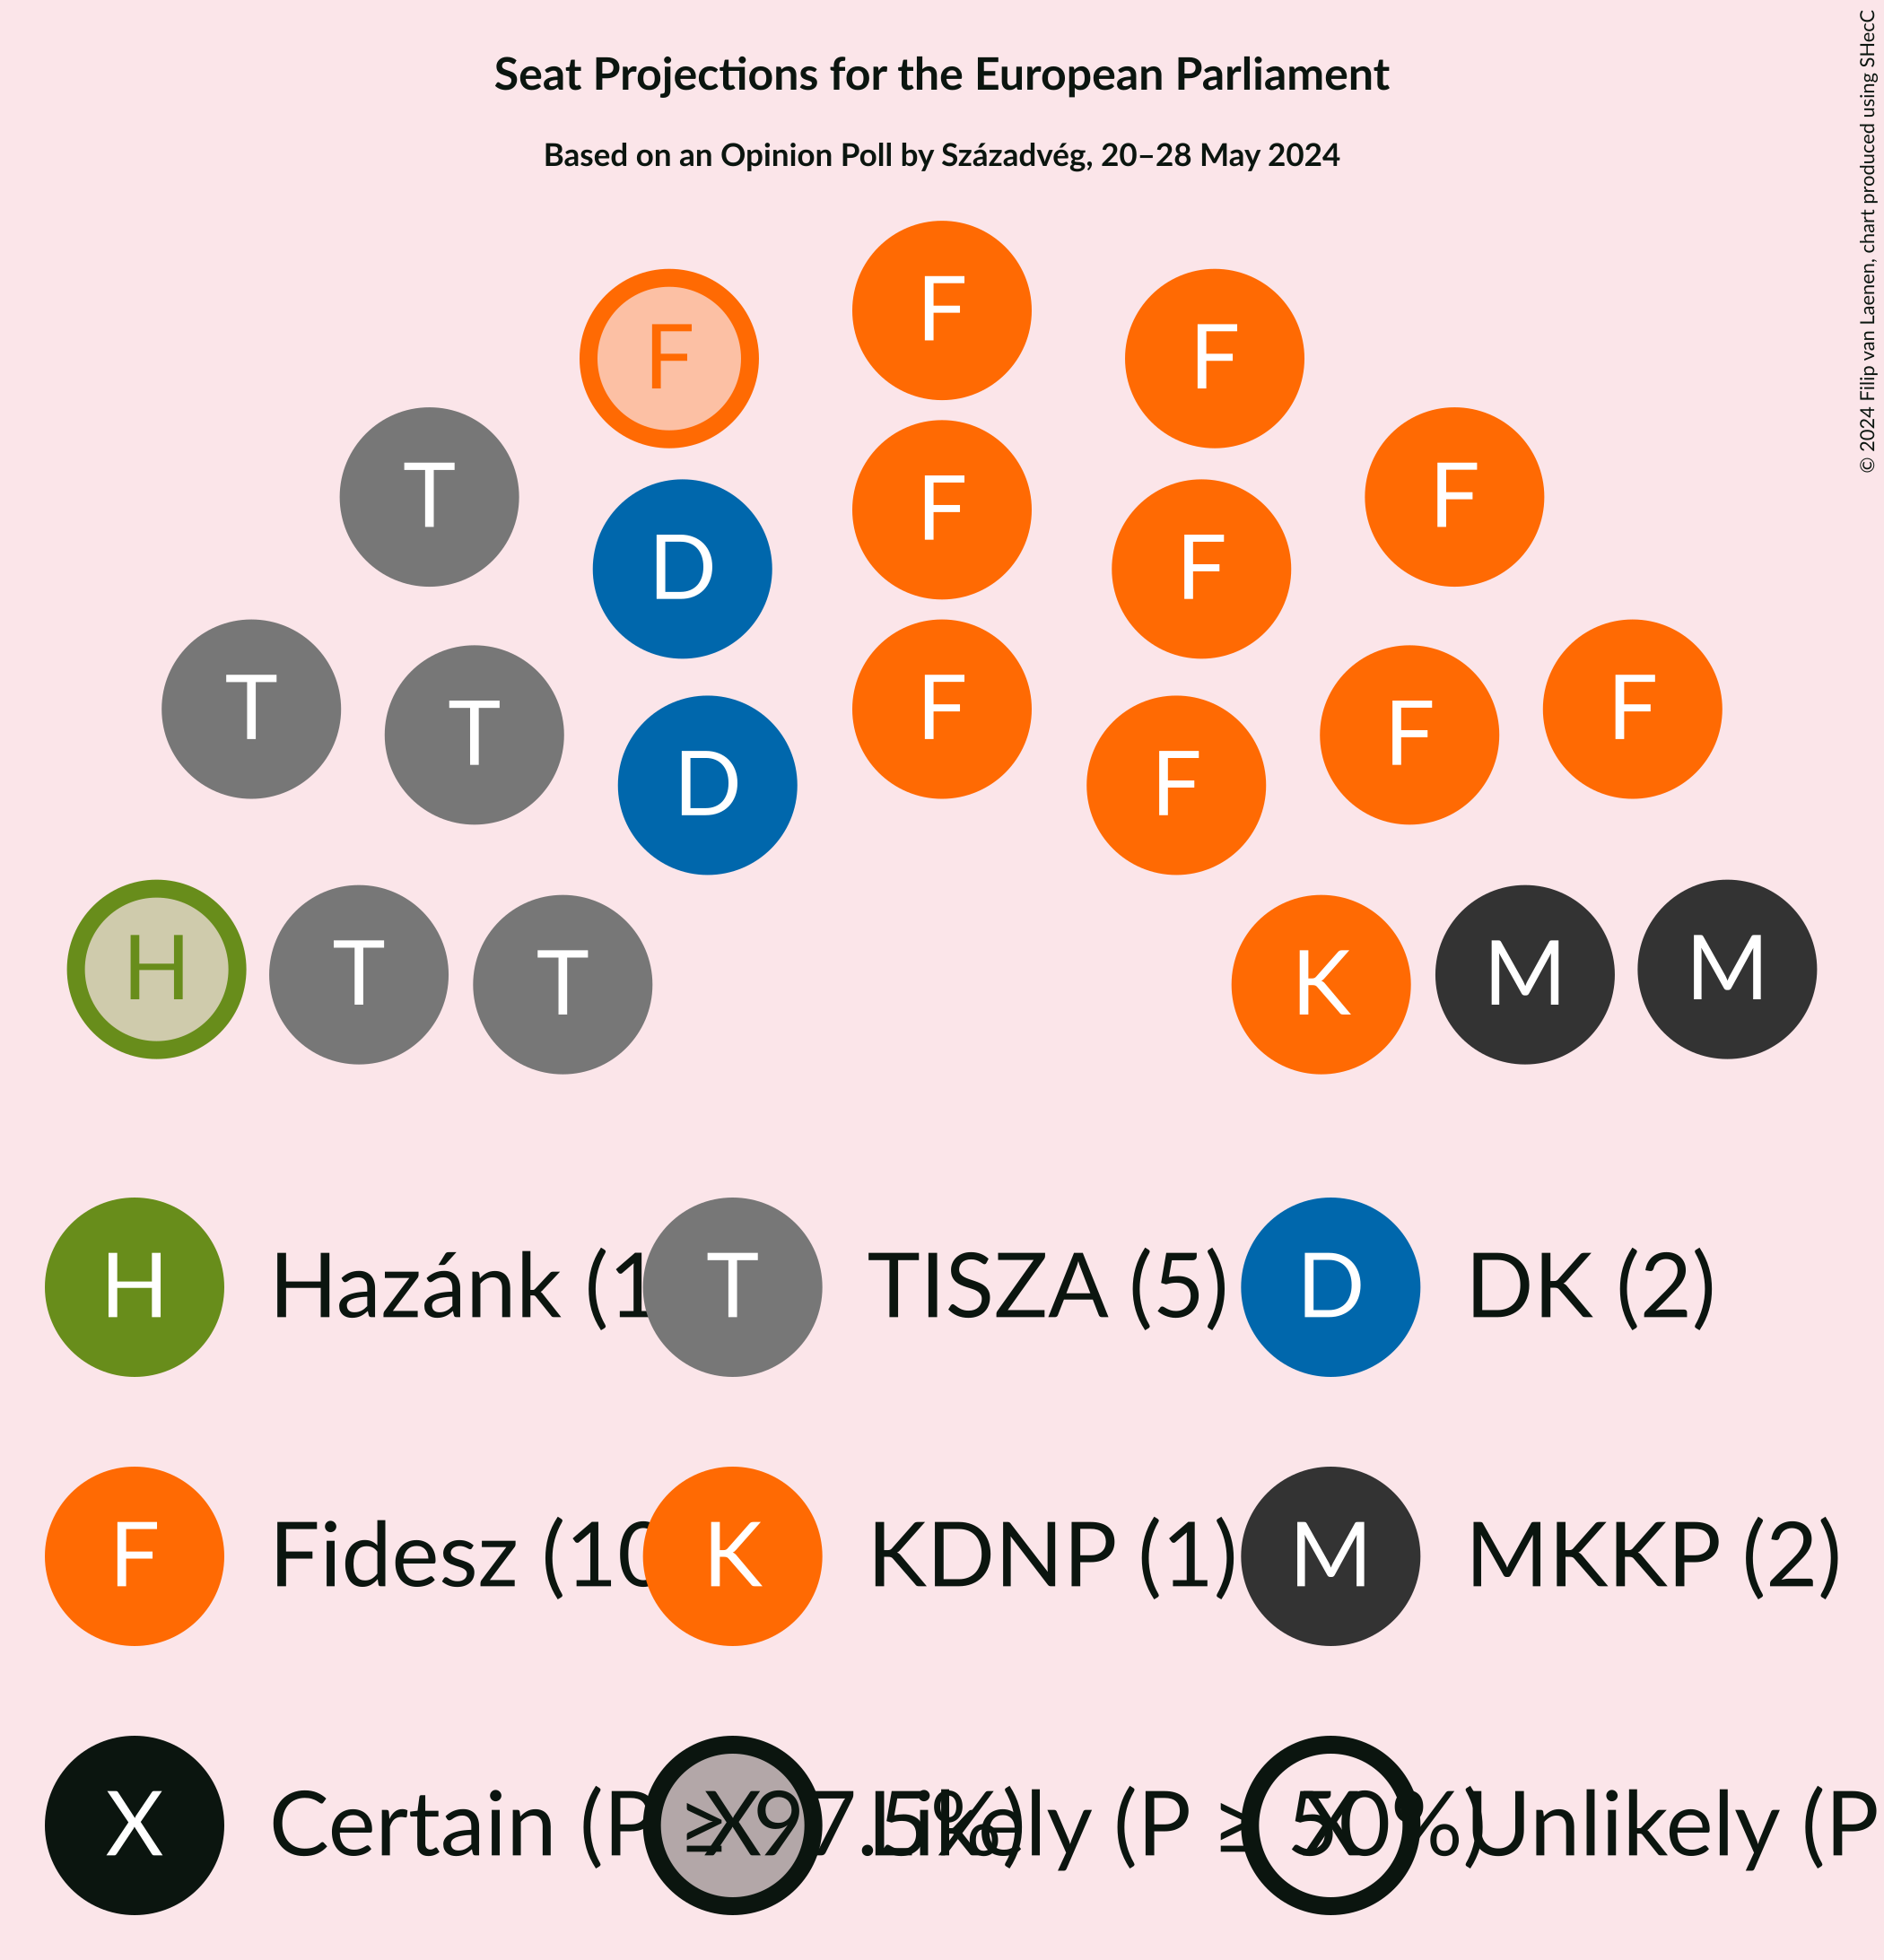 Seat Projections for the European Parliament
Based on an Opinion Poll by Századvég, 20–28 May 2024
© 2024 Filip van Laenen, chart produced using SHecC
F
F F
T F
D F F
T F
T D F F F
H T T K M M
H Hazánk (1 T TISZA (5) D DK (2)
F Fidesz (10 K KDNP (1) M MKKP (2)
X Certain (P ≥ 97.5%) X Likely (P ≥ 50%) X Unlikely (P